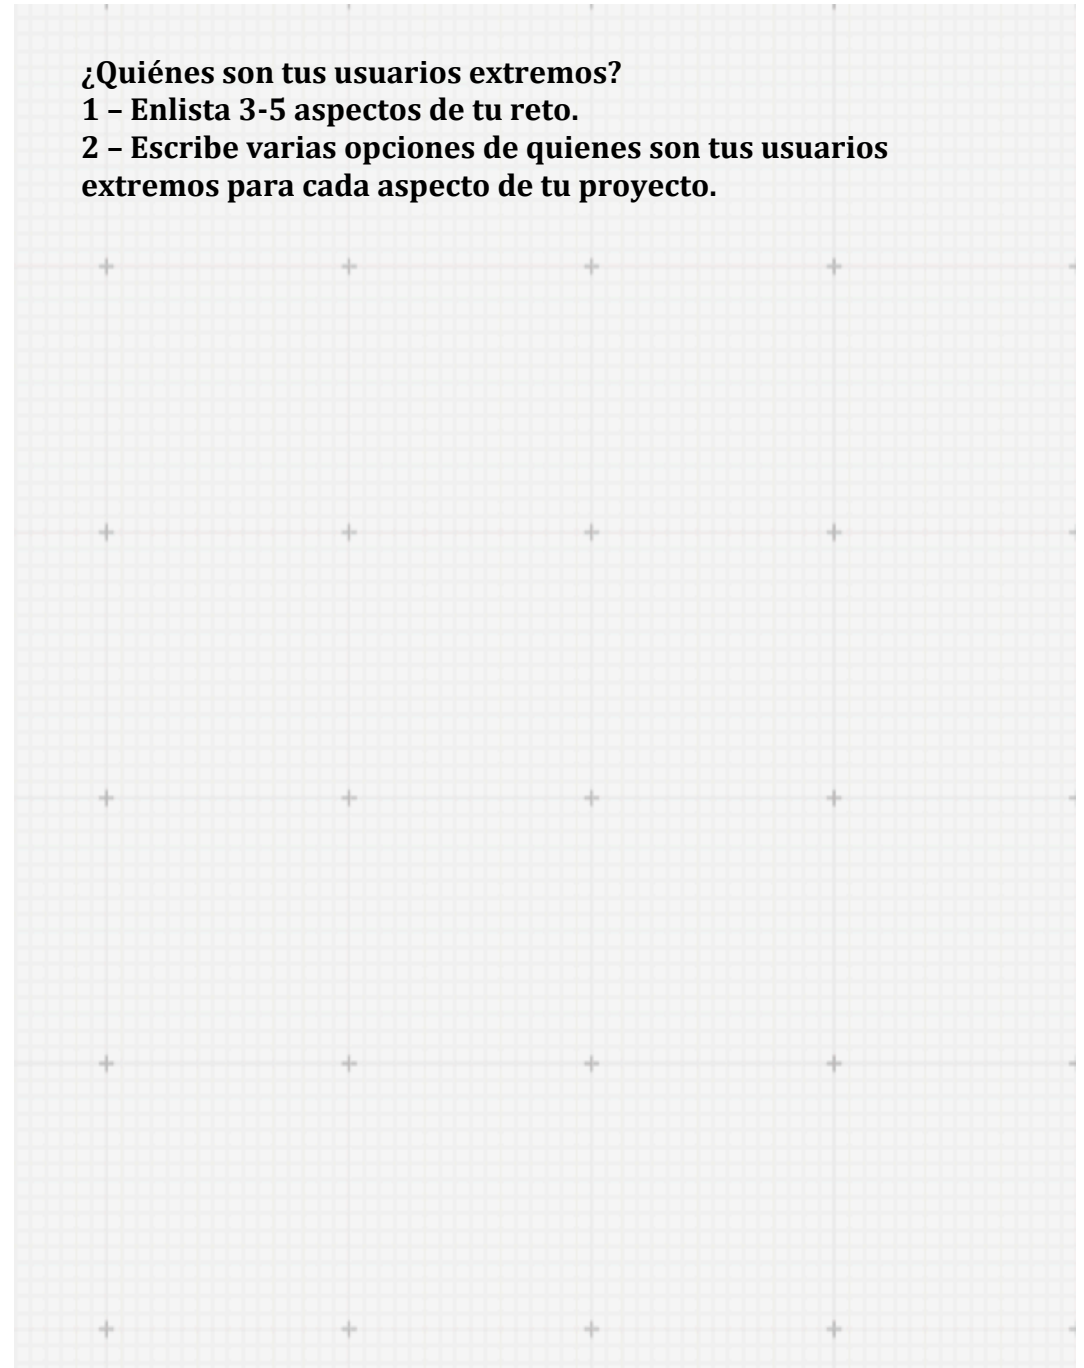 ¿Quiénes son tus usuarios extremos?
1 – Enlista 3-5 aspectos de tu reto.
2 – Escribe varias opciones de quienes son tus usuarios
extremos para cada aspecto de tu proyecto.